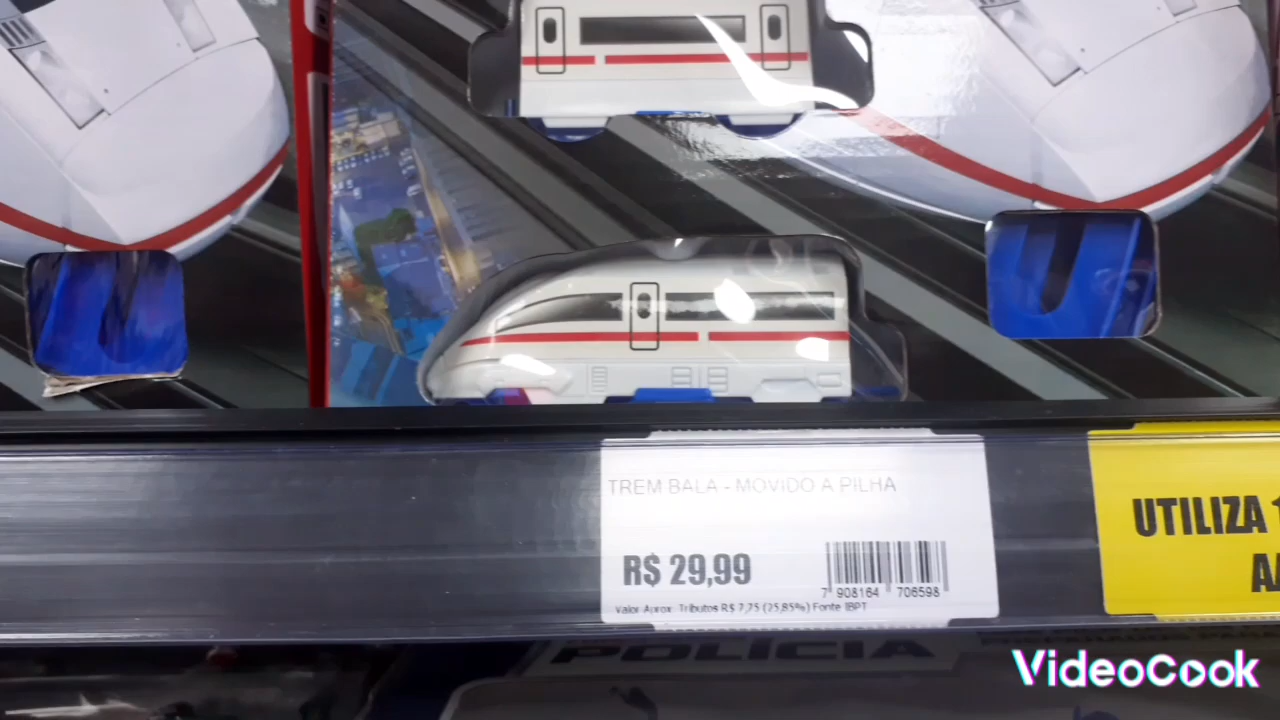 TREM BALA - MOVIDO A PILHA
R$ 29,99
7 908164 706598
Valor Aprox. Tributos R$ 7,75 (25,85%) Fonte IBPT
UTILIZA
POLÍCIA
VideoCook